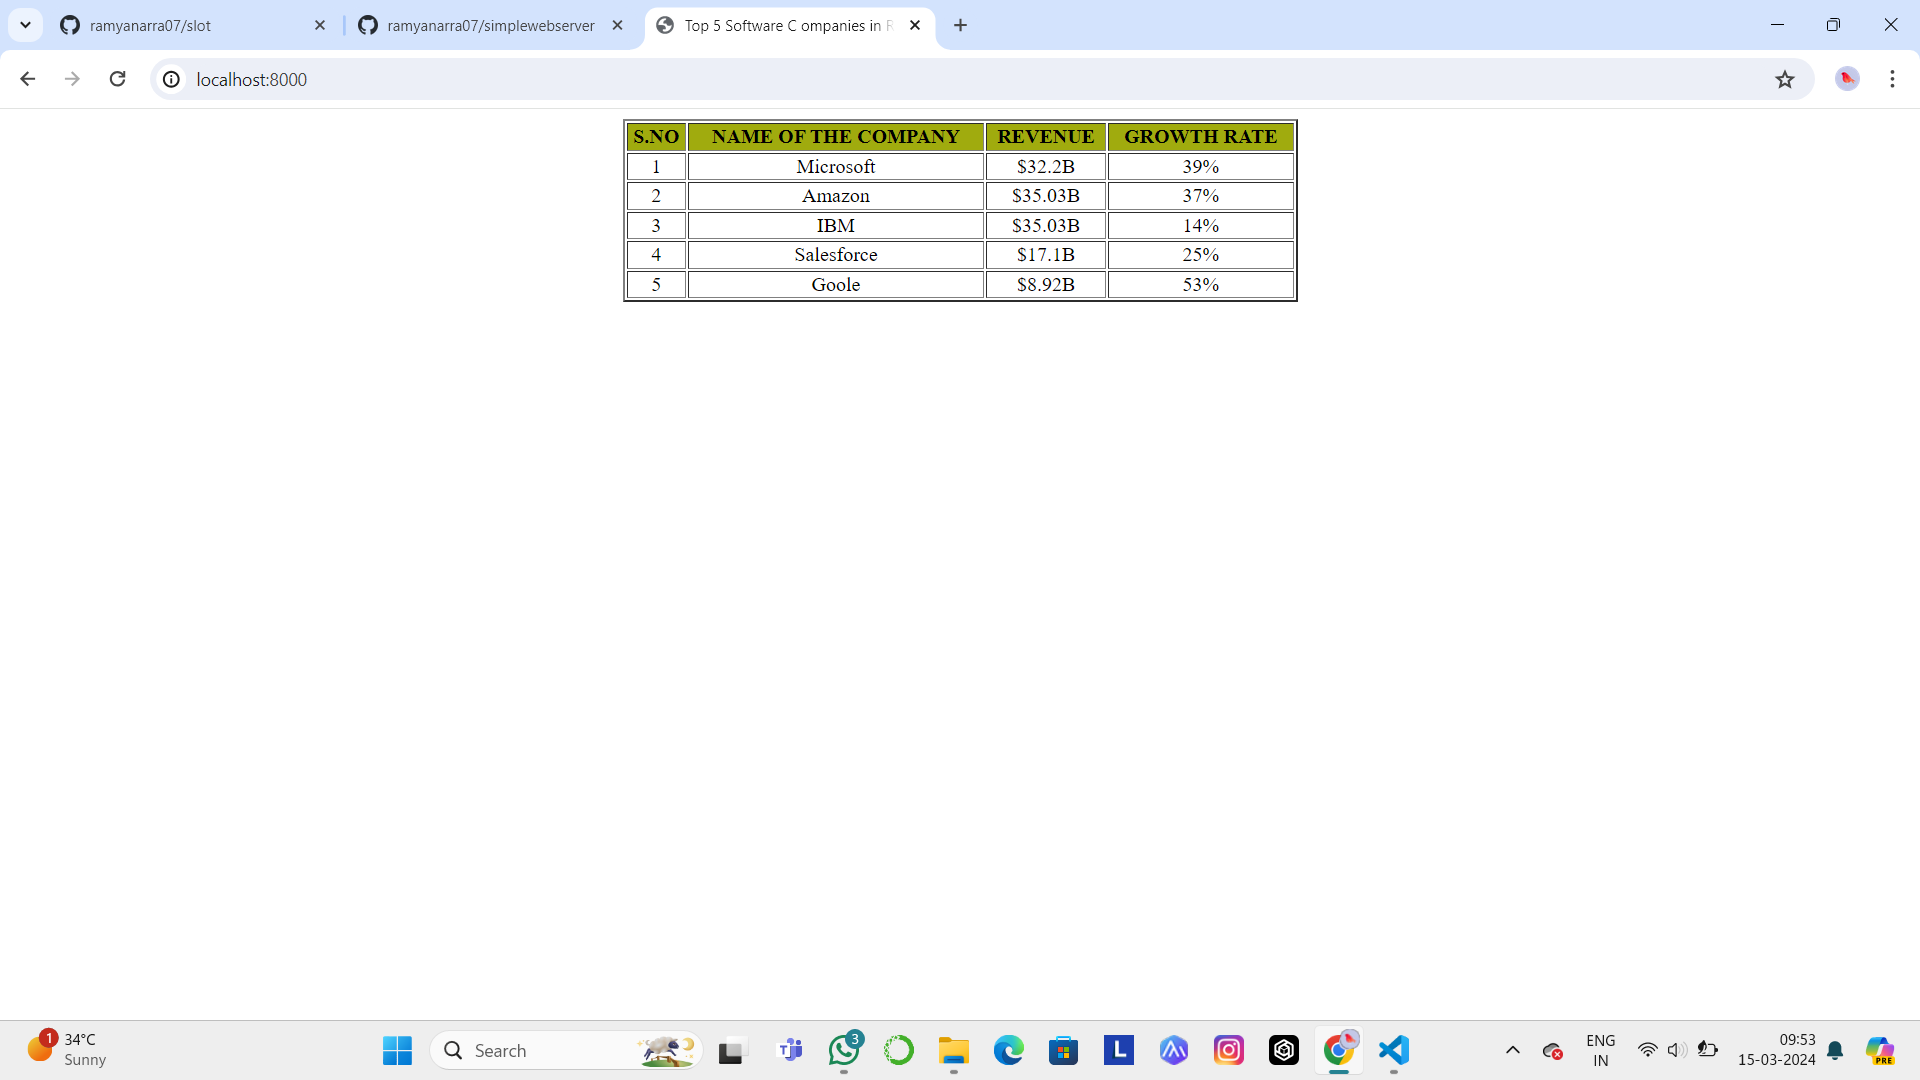 ramyanarra07/slot
ramyanarra07/simplewebserver
Top 5 Software C ompanies in R
localhost:8000
S.NO NAME OF THE COMPANY REVENUE GROWTH RATE
1 Microsoft $32.2B 39%
2 Amazon $35.03B 37%
3 IBM $35.03B 14%
4 Salesforce $17.1B 25%
5 Goole $8.92B 53%
1 34°C
Sunny
Search
T
3
L
ENG
IN
09:53
15-03-2024
PRE